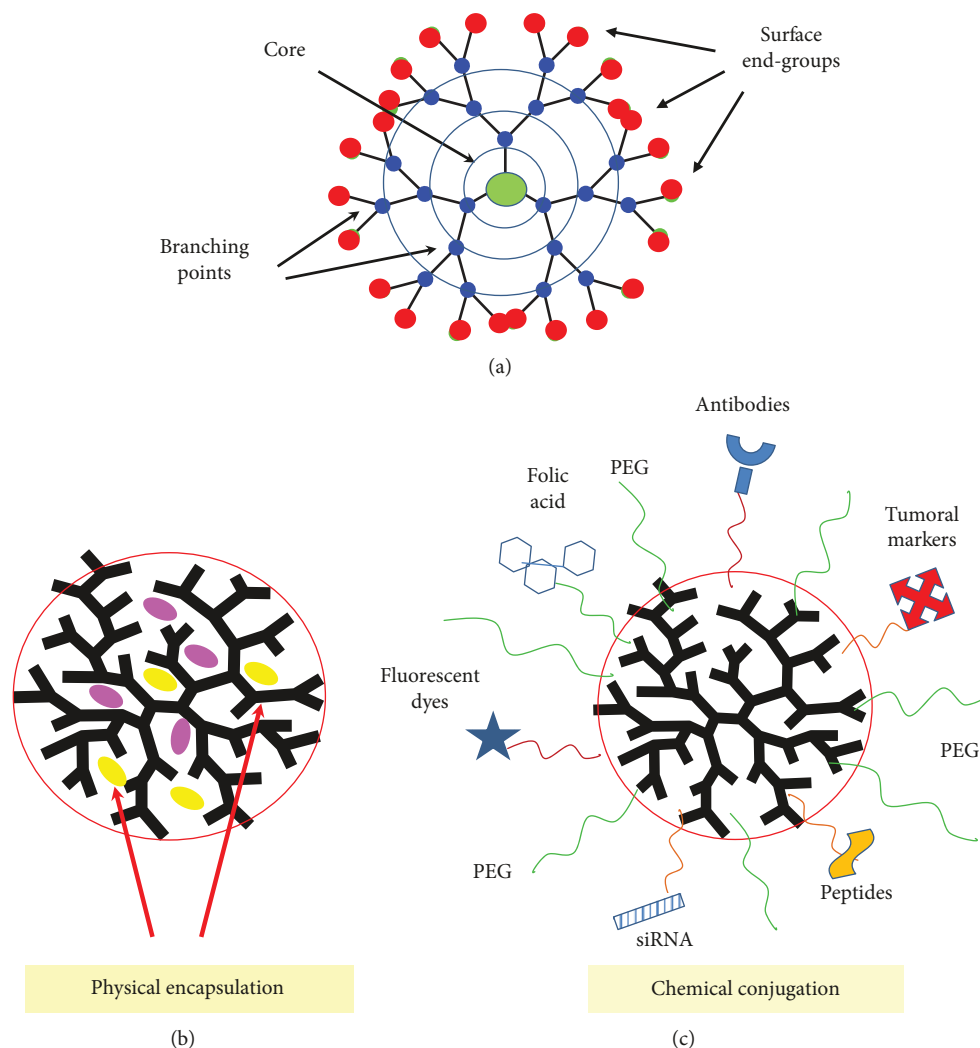 Core
Surface
end-groups
Branching
points
(a)
Antibodies
PEG
Folic
acid
Tumoral
markers
Fluorescent
dyes
PEG
PEG
Peptides
siRNA
Physical encapsulation
Chemical conjugation
(b)
(c)